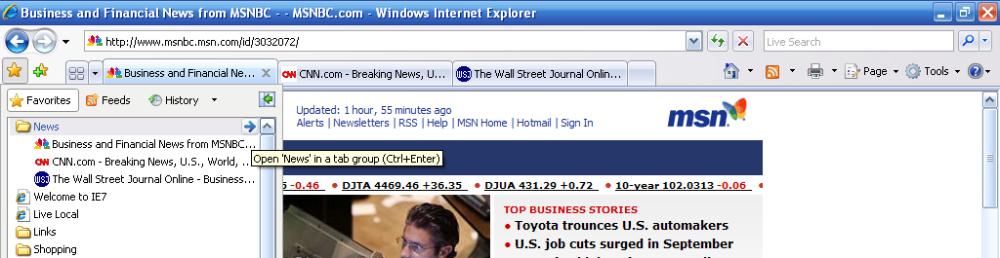 Business and Financial News from MSNBC - - MSNBC.com - Windows Internet Explorer
http://www.msnbc.msn.com/id/3032072/
Live Search
Business and Financial Ne...
CNN.com - Breaking News, U...
WSJ The Wall Street Journal Onlin...
Page
Tools
Favorites
Feeds
History
News
Business and Financial News from MSNBC...
CNN CNN.com - Breaking News, U.S., World, ...
WSJ The Wall Street Journal Online - Business...
Welcome to IE7
Live Local
Links
Shopping
Open 'News' in a tab group (Ctrl+Enter)
Updated: 1 hour, 55 minutes ago
Alerts | Newsletters | RSS | Help | MSN Home | Hotmail | Sign In
msn
6 -0.46 • DJTA 4469.46 +36.35 • DJUA 431.29 +0.72 • 10-year 102.0313 -0.06 •
TOP BUSINESS STORIES
• Toyota trounces U.S. automakers
• U.S. job cuts surged in September